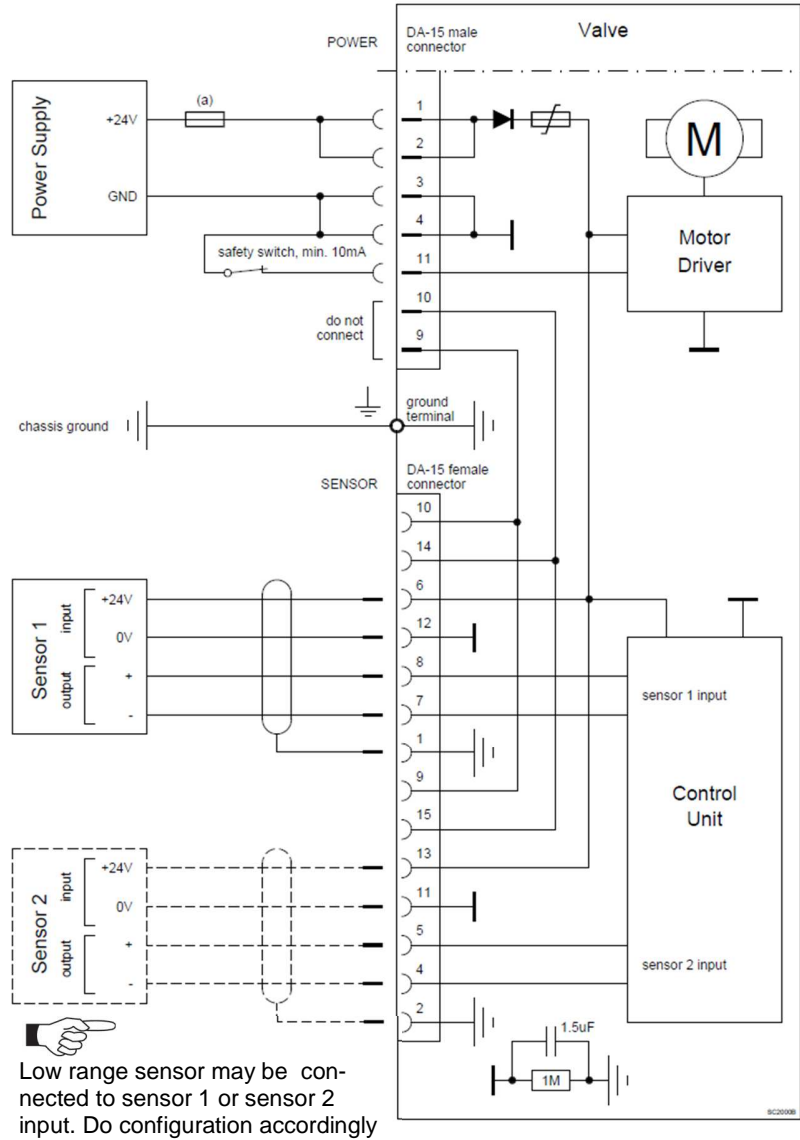 Valve
POWER
DA-15 male
connector
Power Supply
+24V
(a)
GND
1
2
3
4
11
10
9
safety switch, min. 10mA
do not
connect
M
Motor
Driver
chassis ground
ground
terminal
SENSOR
DA-15 female
connector
10
14
6
12
8
7
1
9
15
13
11
5
4
2
Sensor 1
input
output
+24V
0V
+
-
Sensor 2
input
output
+24V
0V
+
-
sensor 1 input
Control
Unit
sensor 2 input
1.5uF
1M
SC2000B
Low range sensor may be con-
nected to sensor 1 or sensor 2
input. Do configuration accordingly